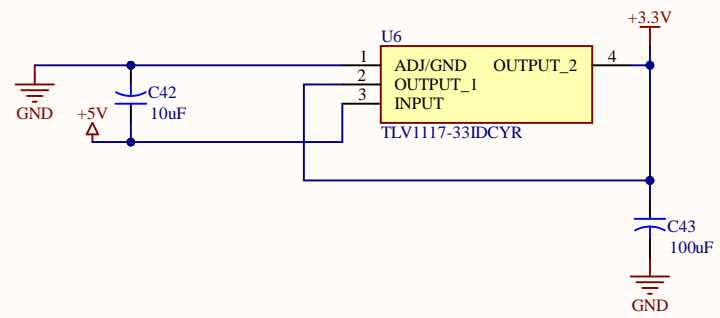 +3.3V
U6
1 ADJ/GND OUTPUT_2 4
2 OUTPUT_1
3 INPUT
TLV1117-33IDCYR
GND
C42
10uF
+5V
C43
100uF
GND